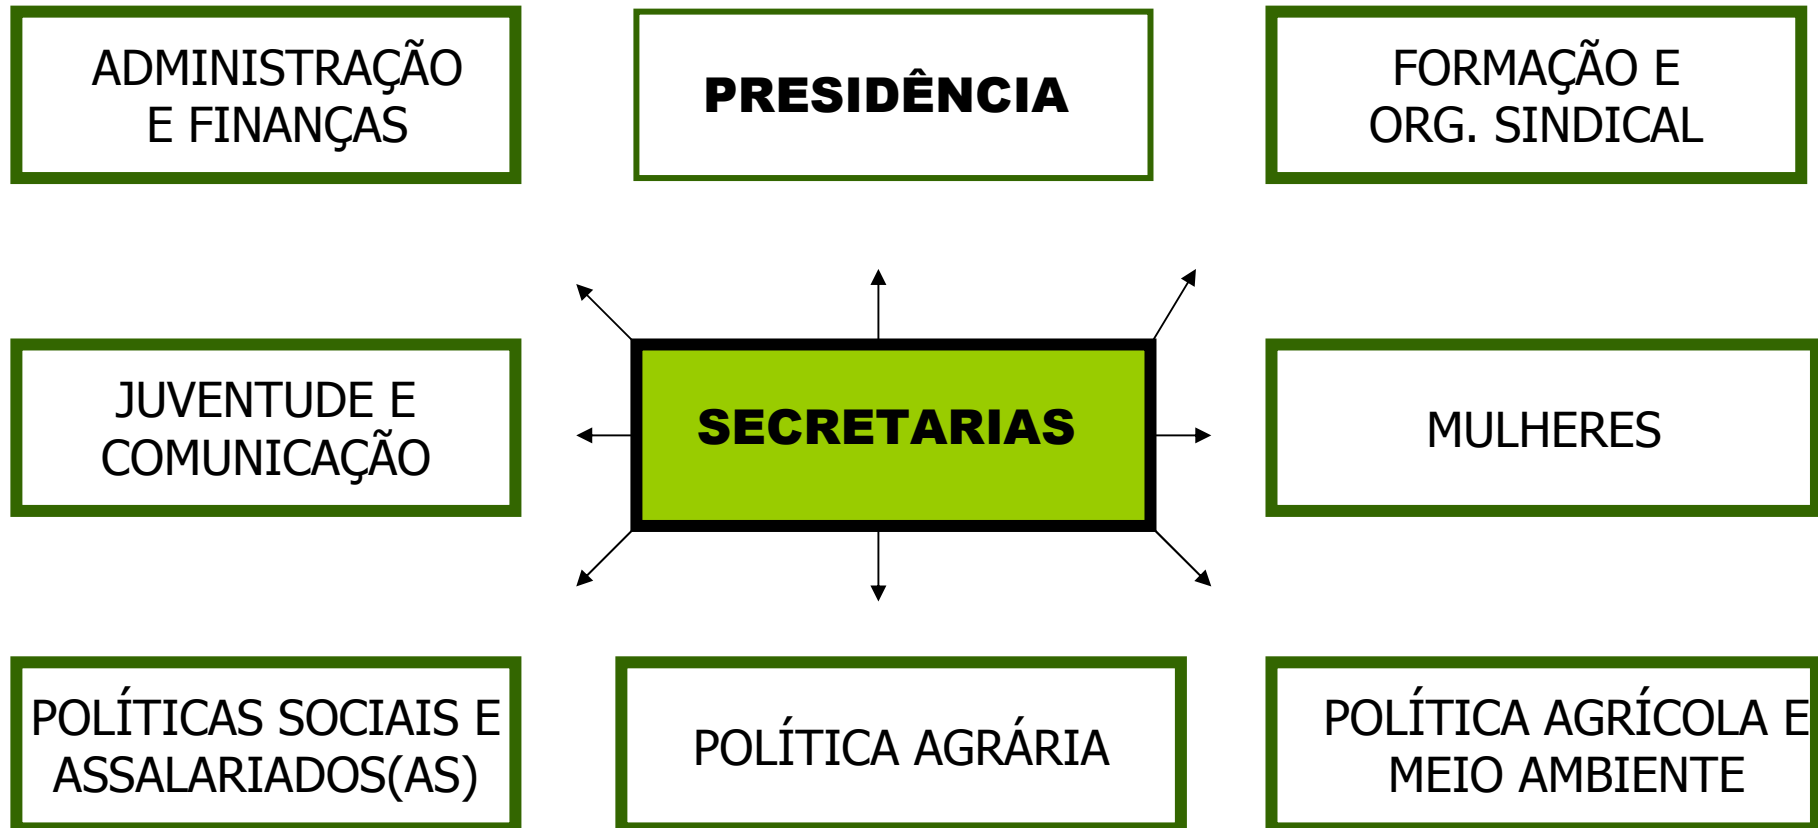 ADMINISTRAÇÃO
E FINANÇAS
PRESIDÊNCIA
FORMAÇÃO E
ORG. SINDICAL
JUVENTUDE E
COMUNICAÇÃO
SECRETARIAS
MULHERES
POLÍTICAS SOCIAIS E
ASSALARIADOS(AS)
POLÍTICA AGRÁRIA
POLÍTICA AGRÍCOLA E
MEIO AMBIENTE